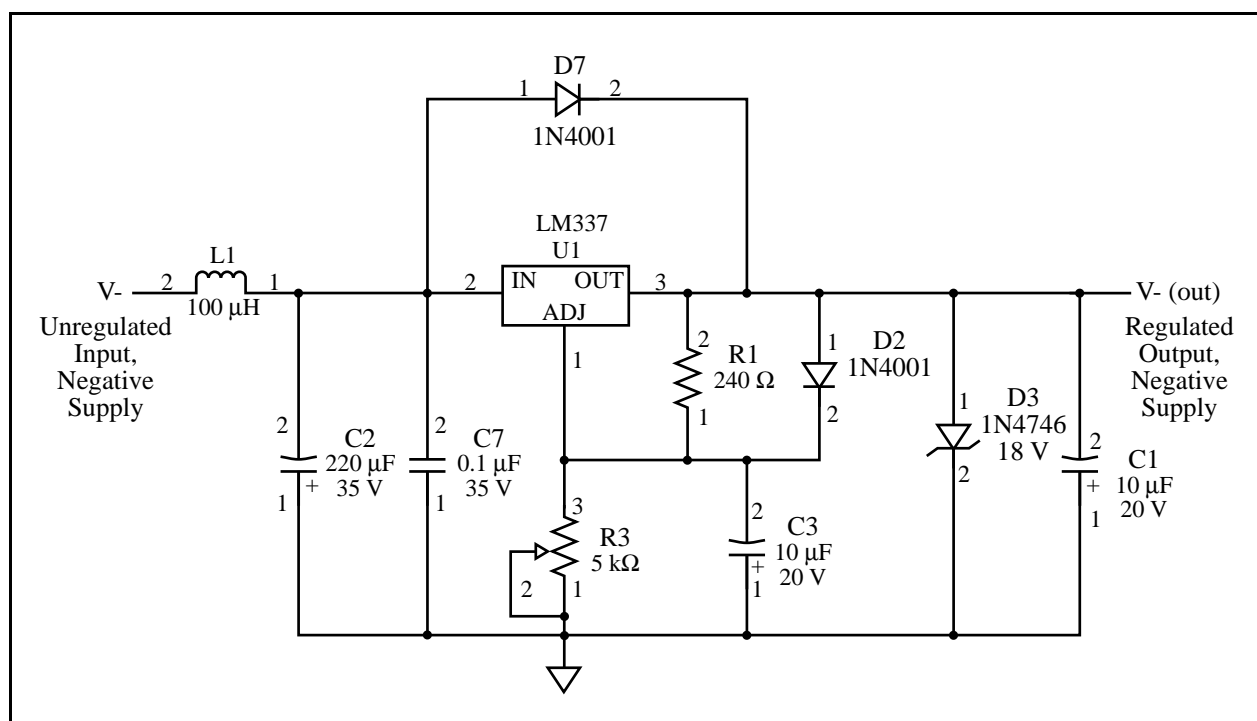 D7
1
2
1N4001
LM337
U1
L1
V-
2
1
100 μH
2
IN
OUT
3
ADJ
V- (out)
Unregulated
Input,
Negative
Supply
Regulated
Output,
Negative
Supply
1
2
R1
240 Ω
1
1
D2
1N4001
2
1
D3
1N4746
18 V
2
2
C2
220 μF
35 V
+
1
2
C7
0.1 μF
35 V
1
2
C1
10 μF
20 V
+
1
3
R3
5 kΩ
2
1
2
C3
10 μF
20 V
+
1